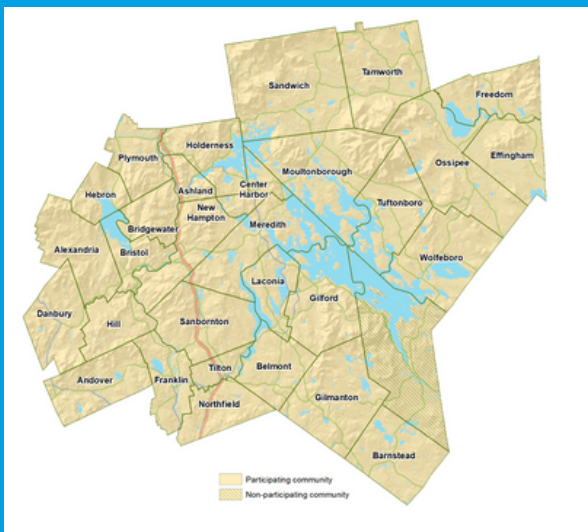 Tamworth
Sandwich
Freedom
Holderness
Plymouth
Effingham
Ossipee
Moultonborough
Center
Harbor
Ashland
Hebron
Tuftonboro
New
Hampton
Meredith
Bridgewater
Alexandria
Bristol
Wolfeboro
Laconia
Gilford
Danbury
Hill
Sanbornton
Tilton
Belmont
Andover
Franklin
Gilmanton
Northfield
Barnstead
Participating community
Non-participating community